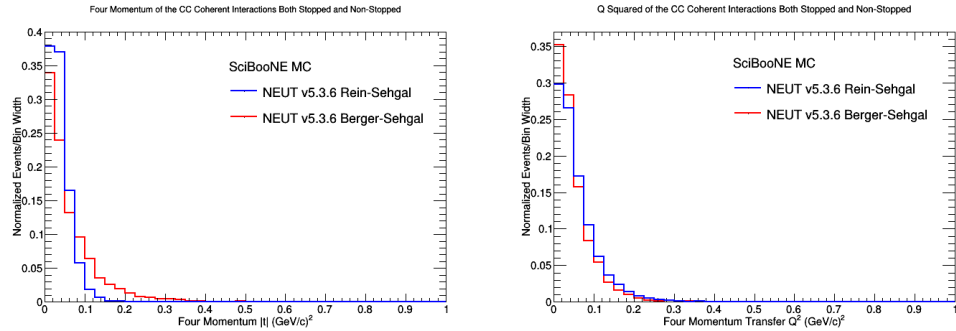 Four Momentum of the CC Coherent Interactions Both Stopped and Non-Stopped
Normalized Events/Bin Width
0.4
0.35
0.3
0.25
0.2
0.15
0.1
0.05
0
SciBooNE MC
NEUT v5.3.6 Rein-Sehgal
NEUT v5.3.6 Berger-Sehgal
0 0.1 0.2 0.3 0.4 0.5 0.6 0.7 0.8 0.9 1
Four Momentum |t| (GeV/c)²
Q Squared of the CC Coherent Interactions Both Stopped and Non-Stopped
Normalized Events/Bin Width
0.35
0.3
0.25
0.2
0.15
0.1
0.05
0
SciBooNE MC
NEUT v5.3.6 Rein-Sehgal
NEUT v5.3.6 Berger-Sehgal
0 0.1 0.2 0.3 0.4 0.5 0.6 0.7 0.8 0.9 1
Four Momentum Transfer Q² (GeV/c)²